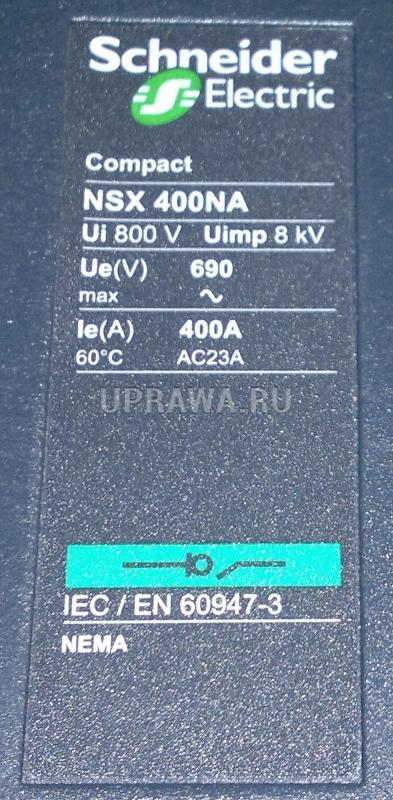 Schneider
Electric
Compact
NSX 400NA
Ui 800 V Uimp 8 kV
Ue(V) 690
max ~
Ie(A) 400A
60°C AC23A
UPRAWA.RU
IEC / EN 60947-3
NEMA